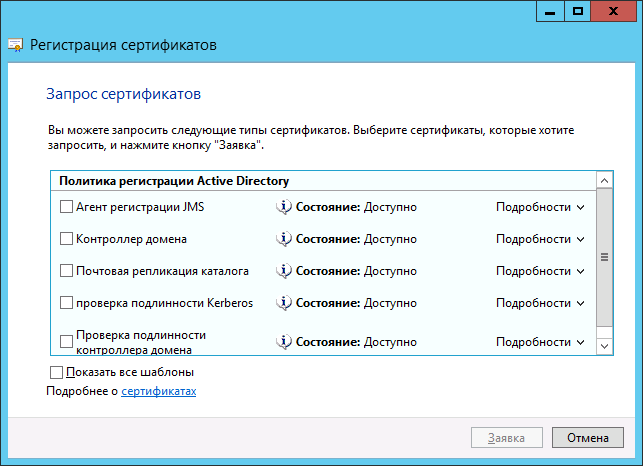 Регистрация сертификатов
Запрос сертификатов
Вы можете запросить следующие типы сертификатов. Выберите сертификаты, которые хотите
запросить, и нажмите кнопку "Заявка".
Политика регистрации Active Directory
Агент регистрации JMS Состояние: Доступно Подробности
Контроллер домена Состояние: Доступно Подробности
Почтовая репликация каталога Состояние: Доступно Подробности
проверка подлинности Kerberos Состояние: Доступно Подробности
Проверка подлинности
контроллера домена Состояние: Доступно Подробности
Показать все шаблоны
Подробнее о сертификатах
Заявка Отмена